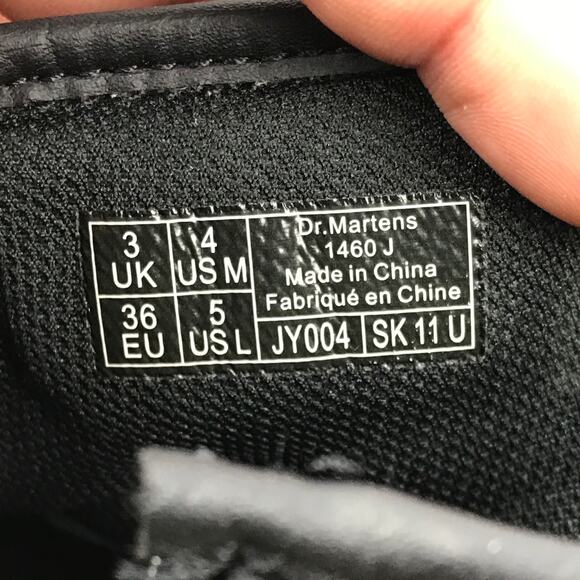 3
UK
4
US M
36
EU
5
US L
Dr.Martens
1460 J
Made in China
Fabriqué en Chine
JY004
SK 11 U